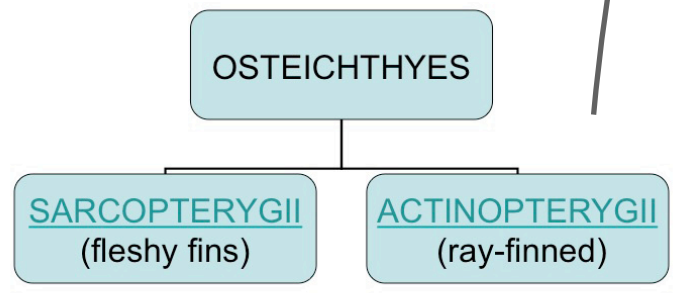 OSTEICHTHYES
SARCOPTERYGII
(fleshy fins)
ACTINOPTERYGII
(ray-finned)